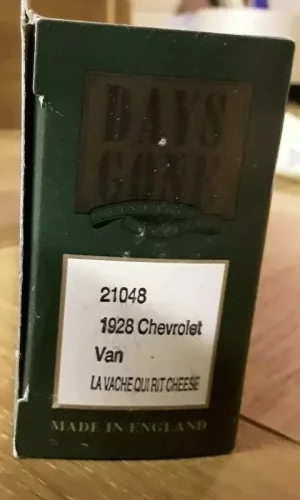 DAYS
GONE
21048
1928 Chevrolet
Van
LA VACHE QUI RIT CHEESE
MADE IN ENGLAND